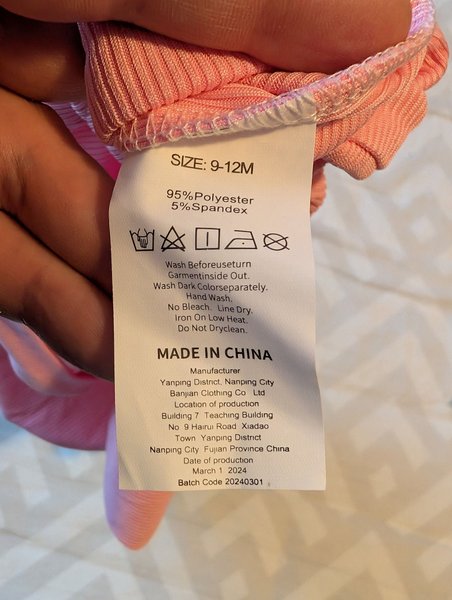 SIZE: 9-12M
95%Polyester
5%Spandex
Wash Beforeuseturn
Garmentinside Out.
Wash Dark Colorseparately.
Hand Wash,
No Bleach. Line Dry.
Iron On Low Heat.
Do Not Dryclean.
MADE IN CHINA
Manufacturer
Yanping District, Nanping City
Banjian Clothing Co Ltd
Location of production
Building 7 Teaching Building
No 9 Hairui Road Xiadao
Town Yanping District
Nanping City Fujian Province China
Date of production
March 1 2024
Batch Code 20240301